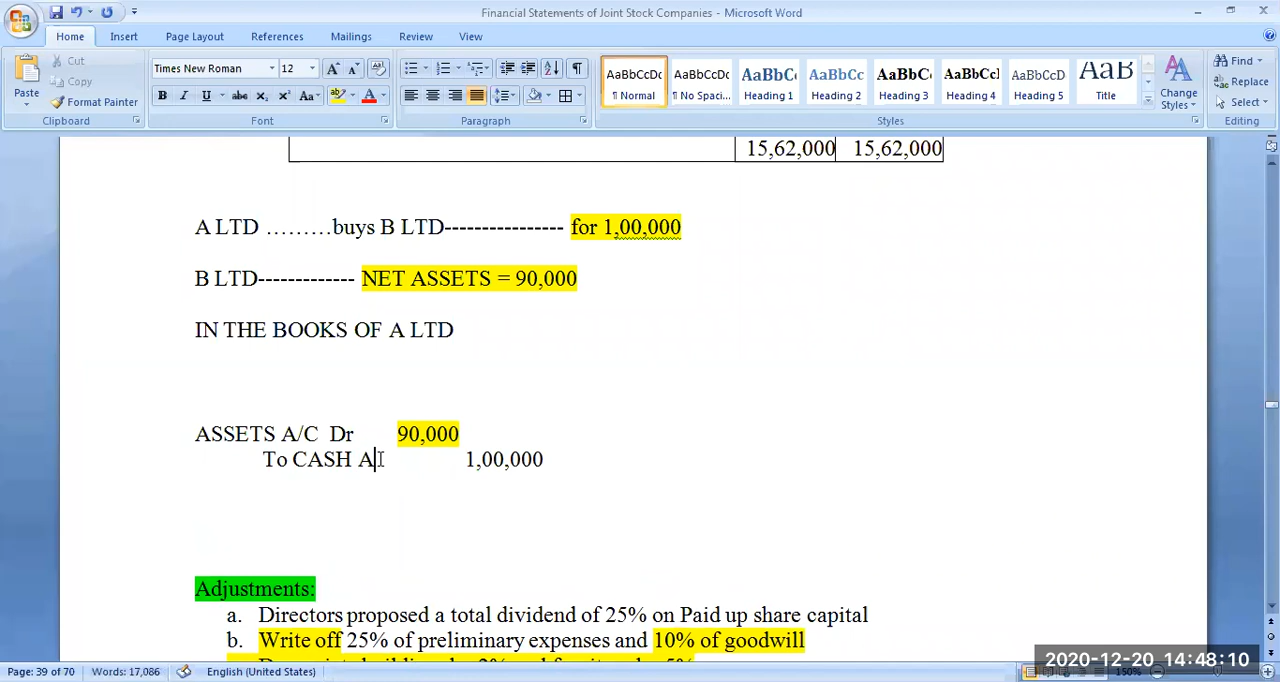 Financial Statements of Joint Stock Companies - Microsoft Word
Home Insert Page Layout References Mailings Review View
Paste Cut Copy Format Painter Clipboard
Times New Roman 12 Font
Paragraph
AaBbCcDc AaBbCcDc AaBbC AaBbCc AaBbCc AaBbCcI AaBbCcD AaB
¶ Normal ¶ No Spaci... Heading 1 Heading 2 Heading 3 Heading 4 Heading 5 Title
Change Styles Styles
Find Replace Select Editing
15,62,000 15,62,000
A LTD ………buys B LTD---------------- for 1,00,000
B LTD------------- NET ASSETS = 90,000
IN THE BOOKS OF A LTD
ASSETS A/C Dr 90,000
To CASH A 1,00,000
Adjustments:
a. Directors proposed a total dividend of 25% on Paid up share capital
b. Write off 25% of preliminary expenses and 10% of goodwill
Page: 39 of 70 Words: 17,086 English (United States) 150%
2020-12-20 14:48:10